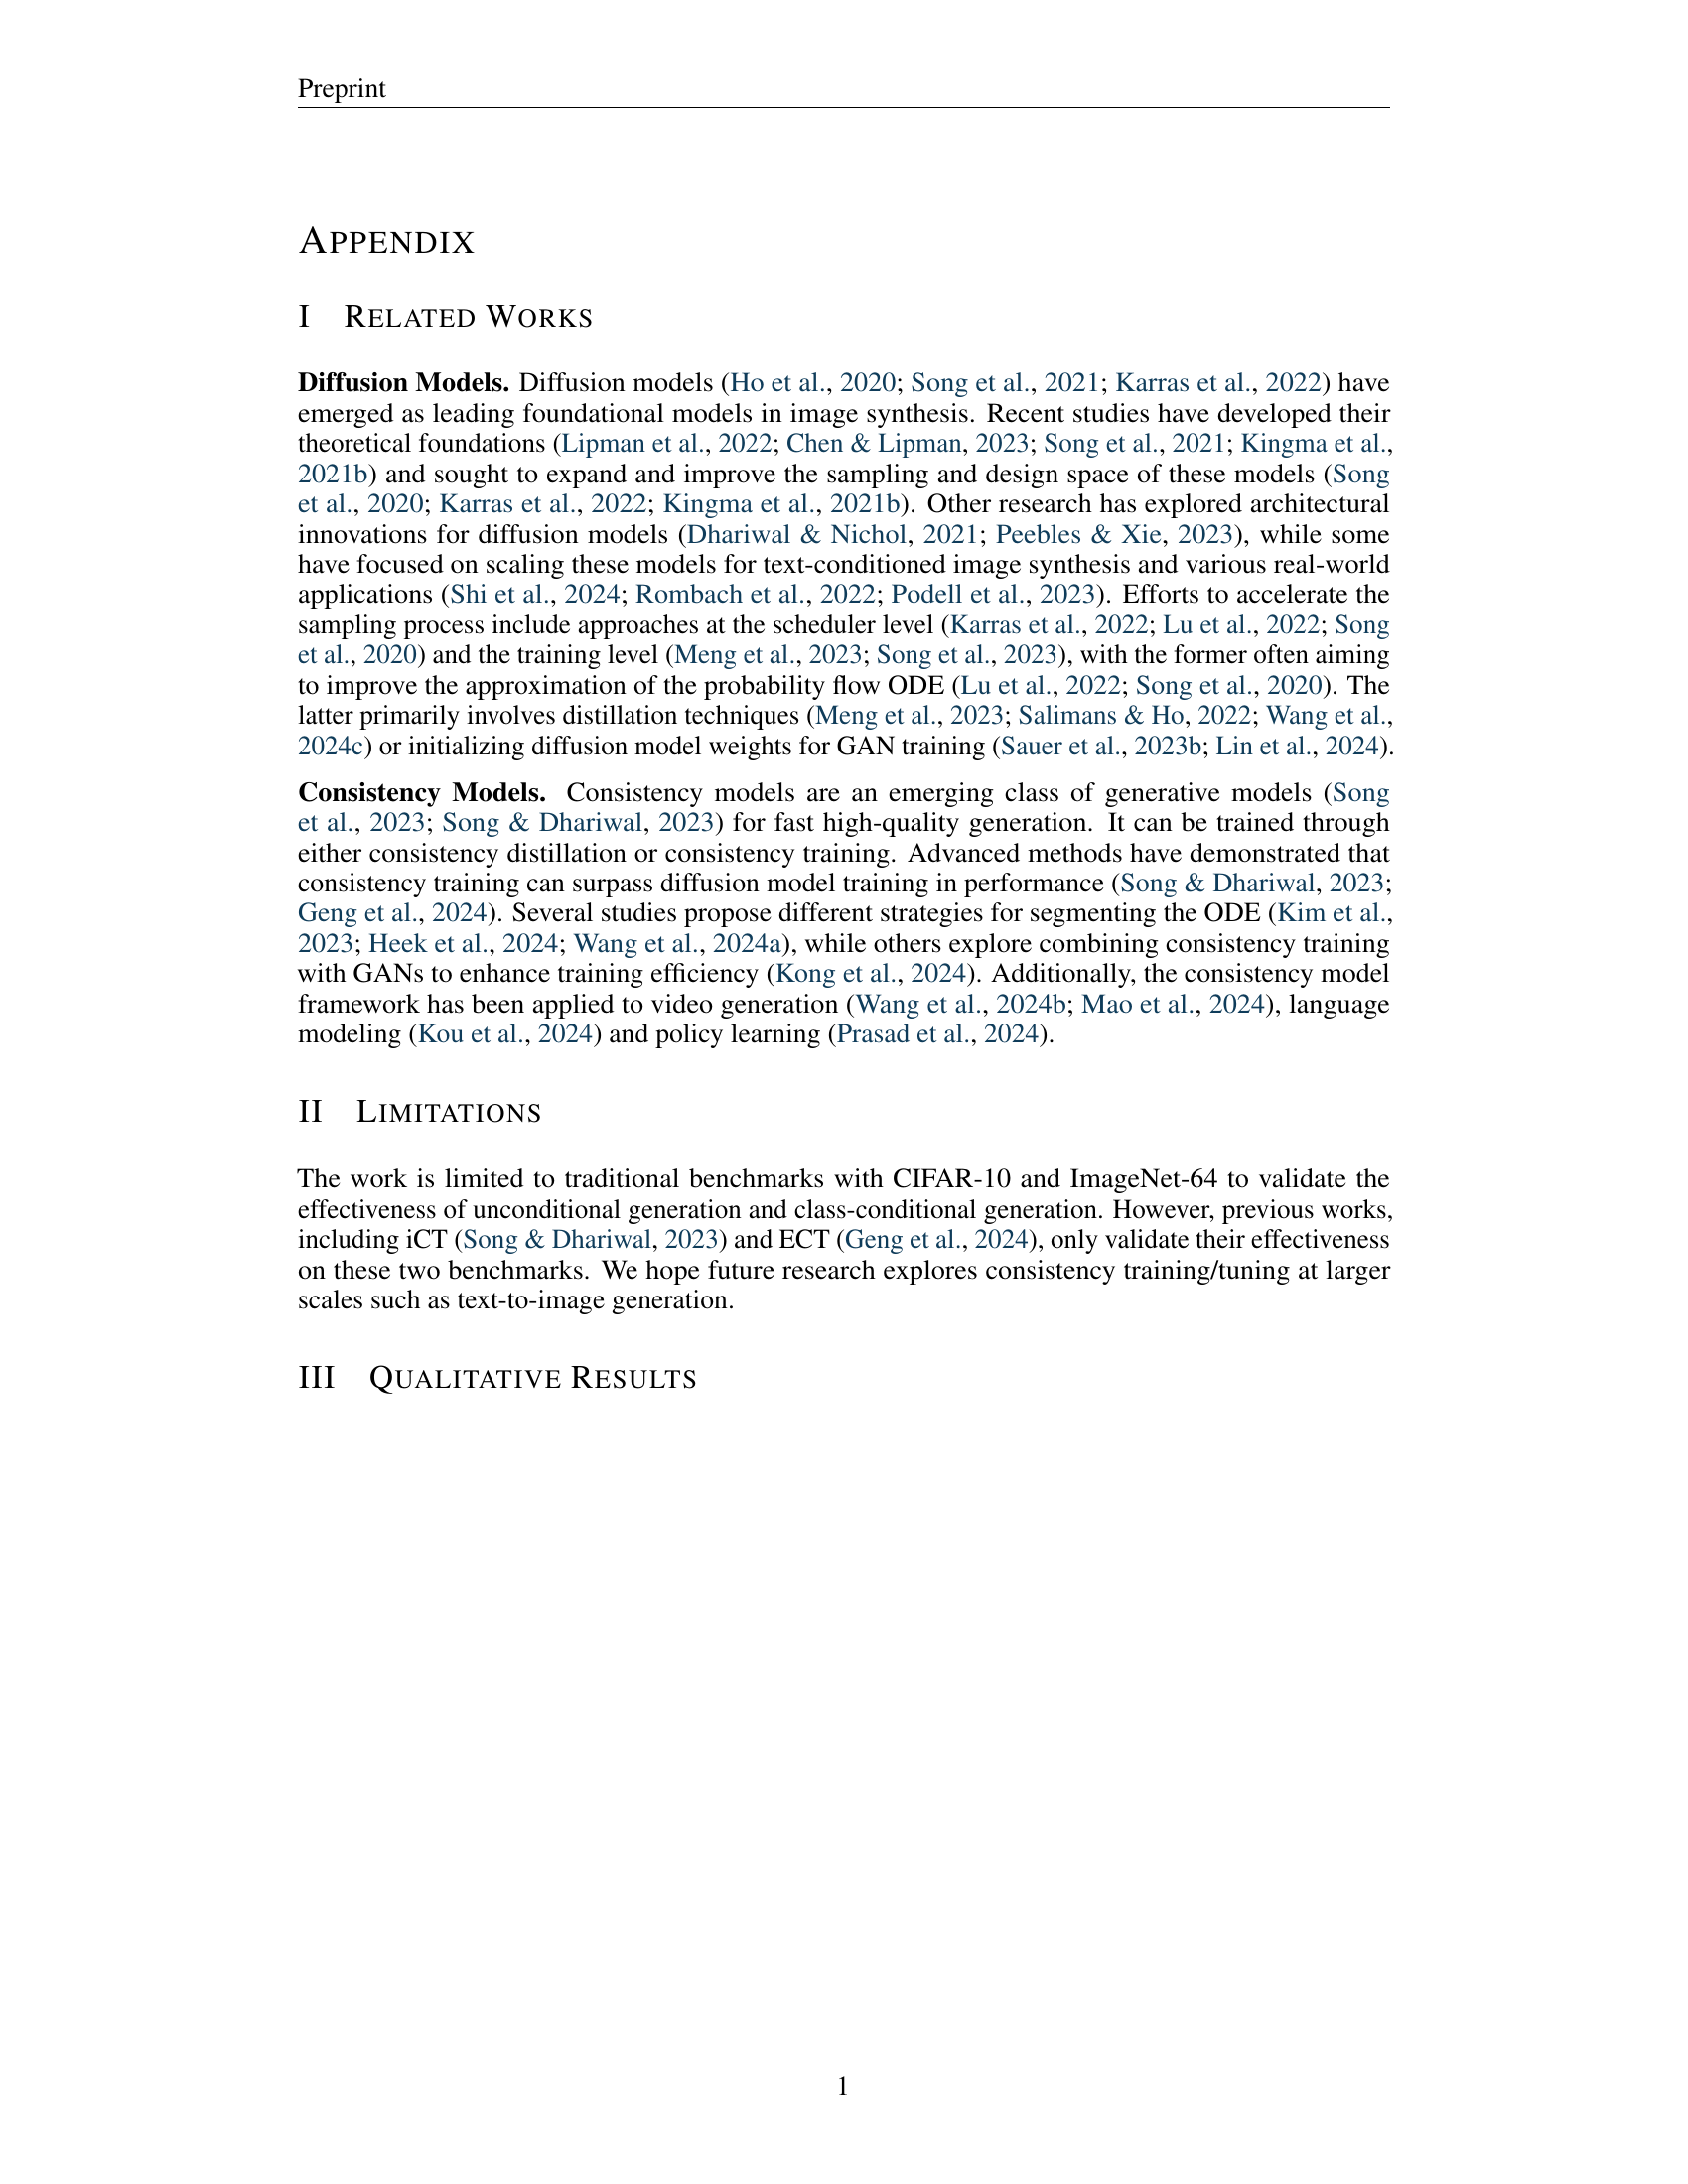 Preprint
APPENDIX
I RELATED WORKS
Diffusion Models. Diffusion models (Ho et al., 2020; Song et al., 2021; Karras et al., 2022) have
emerged as leading foundational models in image synthesis. Recent studies have developed their
theoretical foundations (Lipman et al., 2022; Chen & Lipman, 2023; Song et al., 2021; Kingma et al.,
2021b) and sought to expand and improve the sampling and design space of these models (Song
et al., 2020; Karras et al., 2022; Kingma et al., 2021b). Other research has explored architectural
innovations for diffusion models (Dhariwal & Nichol, 2021; Peebles & Xie, 2023), while some
have focused on scaling these models for text-conditioned image synthesis and various real-world
applications (Shi et al., 2024; Rombach et al., 2022; Podell et al., 2023). Efforts to accelerate the
sampling process include approaches at the scheduler level (Karras et al., 2022; Lu et al., 2022; Song
et al., 2020) and the training level (Meng et al., 2023; Song et al., 2023), with the former often aiming
to improve the approximation of the probability flow ODE (Lu et al., 2022; Song et al., 2020). The
latter primarily involves distillation techniques (Meng et al., 2023; Salimans & Ho, 2022; Wang et al.,
2024c) or initializing diffusion model weights for GAN training (Sauer et al., 2023b; Lin et al., 2024).
Consistency Models. Consistency models are an emerging class of generative models (Song
et al., 2023; Song & Dhariwal, 2023) for fast high-quality generation. It can be trained through
either consistency distillation or consistency training. Advanced methods have demonstrated that
consistency training can surpass diffusion model training in performance (Song & Dhariwal, 2023;
Geng et al., 2024). Several studies propose different strategies for segmenting the ODE (Kim et al.,
2023; Heek et al., 2024; Wang et al., 2024a), while others explore combining consistency training
with GANs to enhance training efficiency (Kong et al., 2024). Additionally, the consistency model
framework has been applied to video generation (Wang et al., 2024b; Mao et al., 2024), language
modeling (Kou et al., 2024) and policy learning (Prasad et al., 2024).
II LIMITATIONS
The work is limited to traditional benchmarks with CIFAR-10 and ImageNet-64 to validate the
effectiveness of unconditional generation and class-conditional generation. However, previous works,
including iCT (Song & Dhariwal, 2023) and ECT (Geng et al., 2024), only validate their effectiveness
on these two benchmarks. We hope future research explores consistency training/tuning at larger
scales such as text-to-image generation.
III QUALITATIVE RESULTS
1